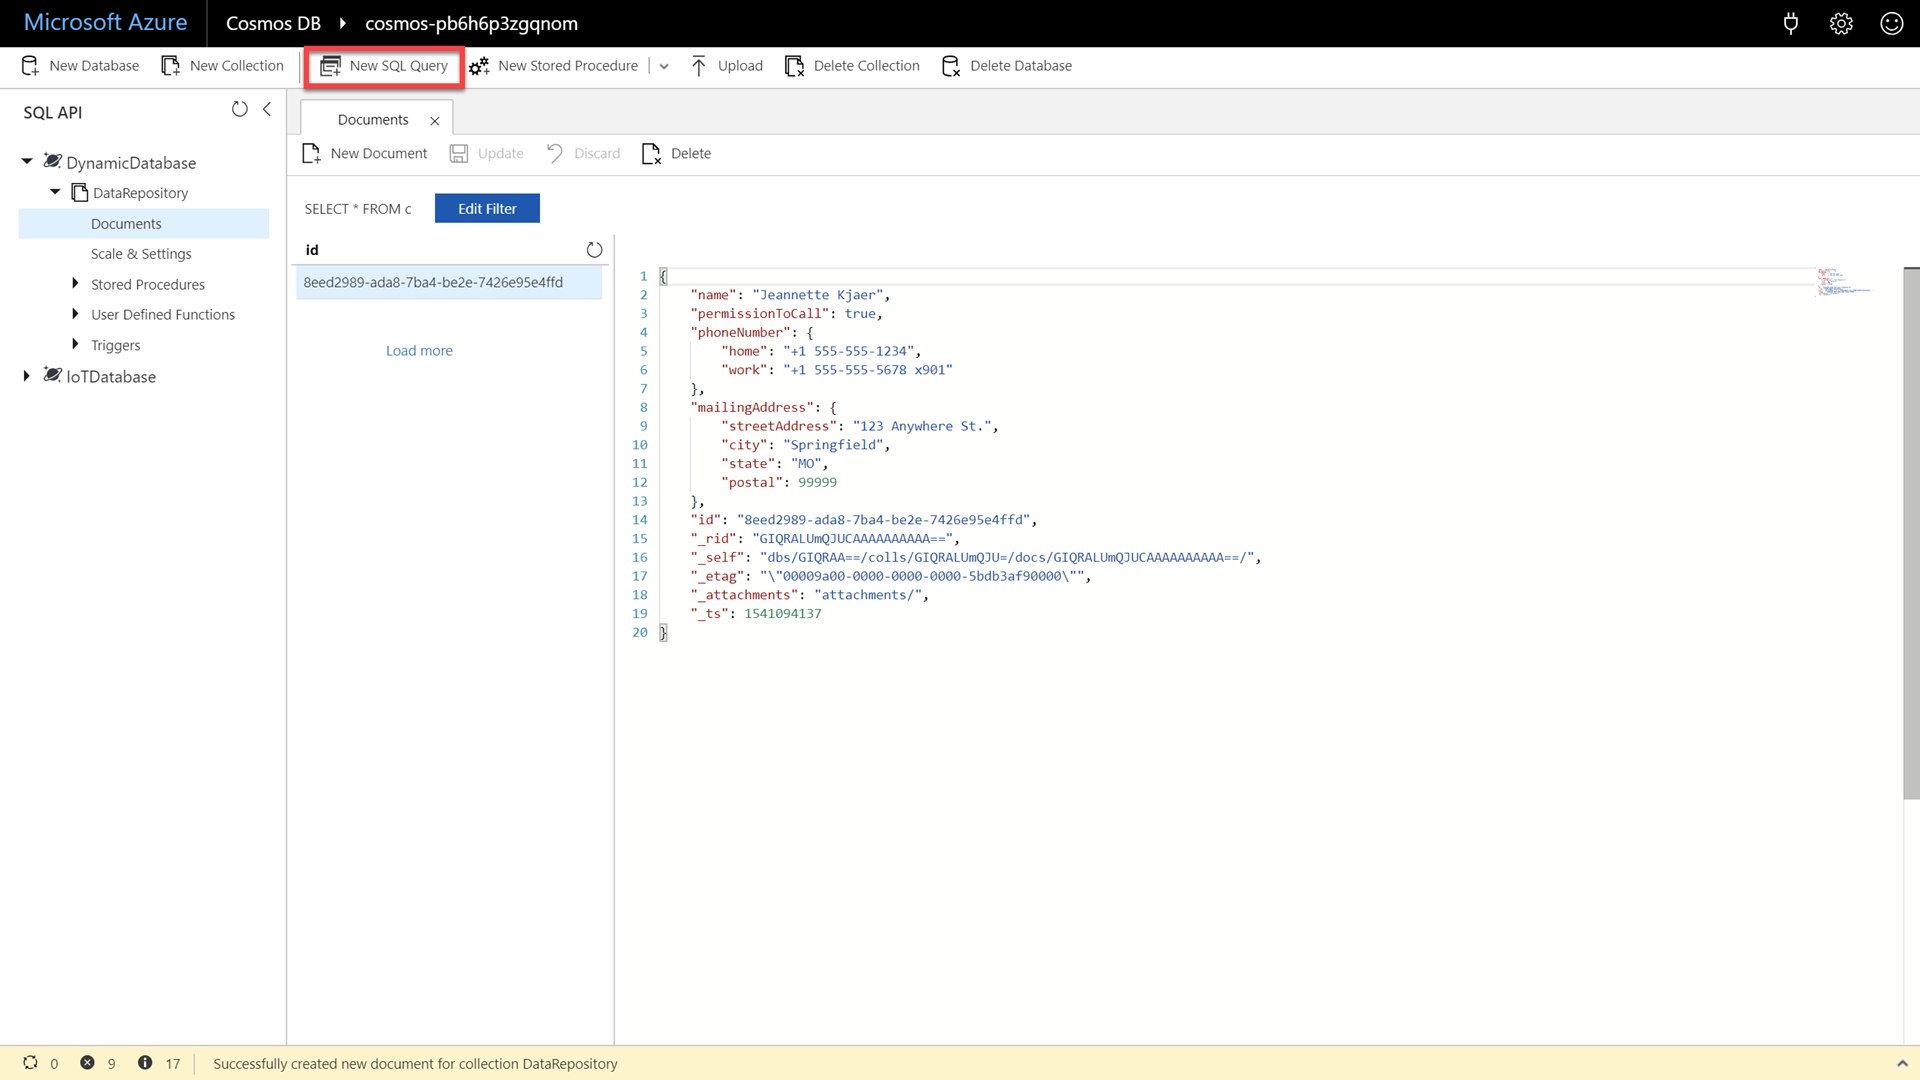 Microsoft Azure Cosmos DB cosmos-pb6h6p3zgqnom
New Database New Collection New SQL Query New Stored Procedure Upload Delete Collection Delete Database
SQL API
DynamicDatabase
DataRepository
Documents
Scale & Settings
Stored Procedures
User Defined Functions
Triggers
IoTDatabase
Documents
New Document Update Discard Delete
SELECT * FROM c Edit Filter
id
8eed2989-ada8-7ba4-be2e-7426e95e4ffd
Load more
1 {
2 "name": "Jeannette Kjaer",
3 "permissionToCall": true,
4 "phoneNumber": {
5 "home": "+1 555-555-1234",
6 "work": "+1 555-555-5678 x901"
7 },
8 "mailingAddress": {
9 "streetAddress": "123 Anywhere St.",
10 "city": "Springfield",
11 "state": "MO",
12 "postal": 99999
13 },
14 "id": "8eed2989-ada8-7ba4-be2e-7426e95e4ffd",
15 "_rid": "GIQRALUmQJUCAAAAAAAAAA==",
16 "_self": "dbs/GIQRAA==/colls/GIQRALUmQJU=/docs/GIQRALUmQJUCAAAAAAAAAA==/",
17 "_etag": "\"00009a00-0000-0000-0000-5bdb3af90000\"",
18 "_attachments": "attachments/",
19 "_ts": 1541094137
20 }
0 9 17 Successfully created new document for collection DataRepository